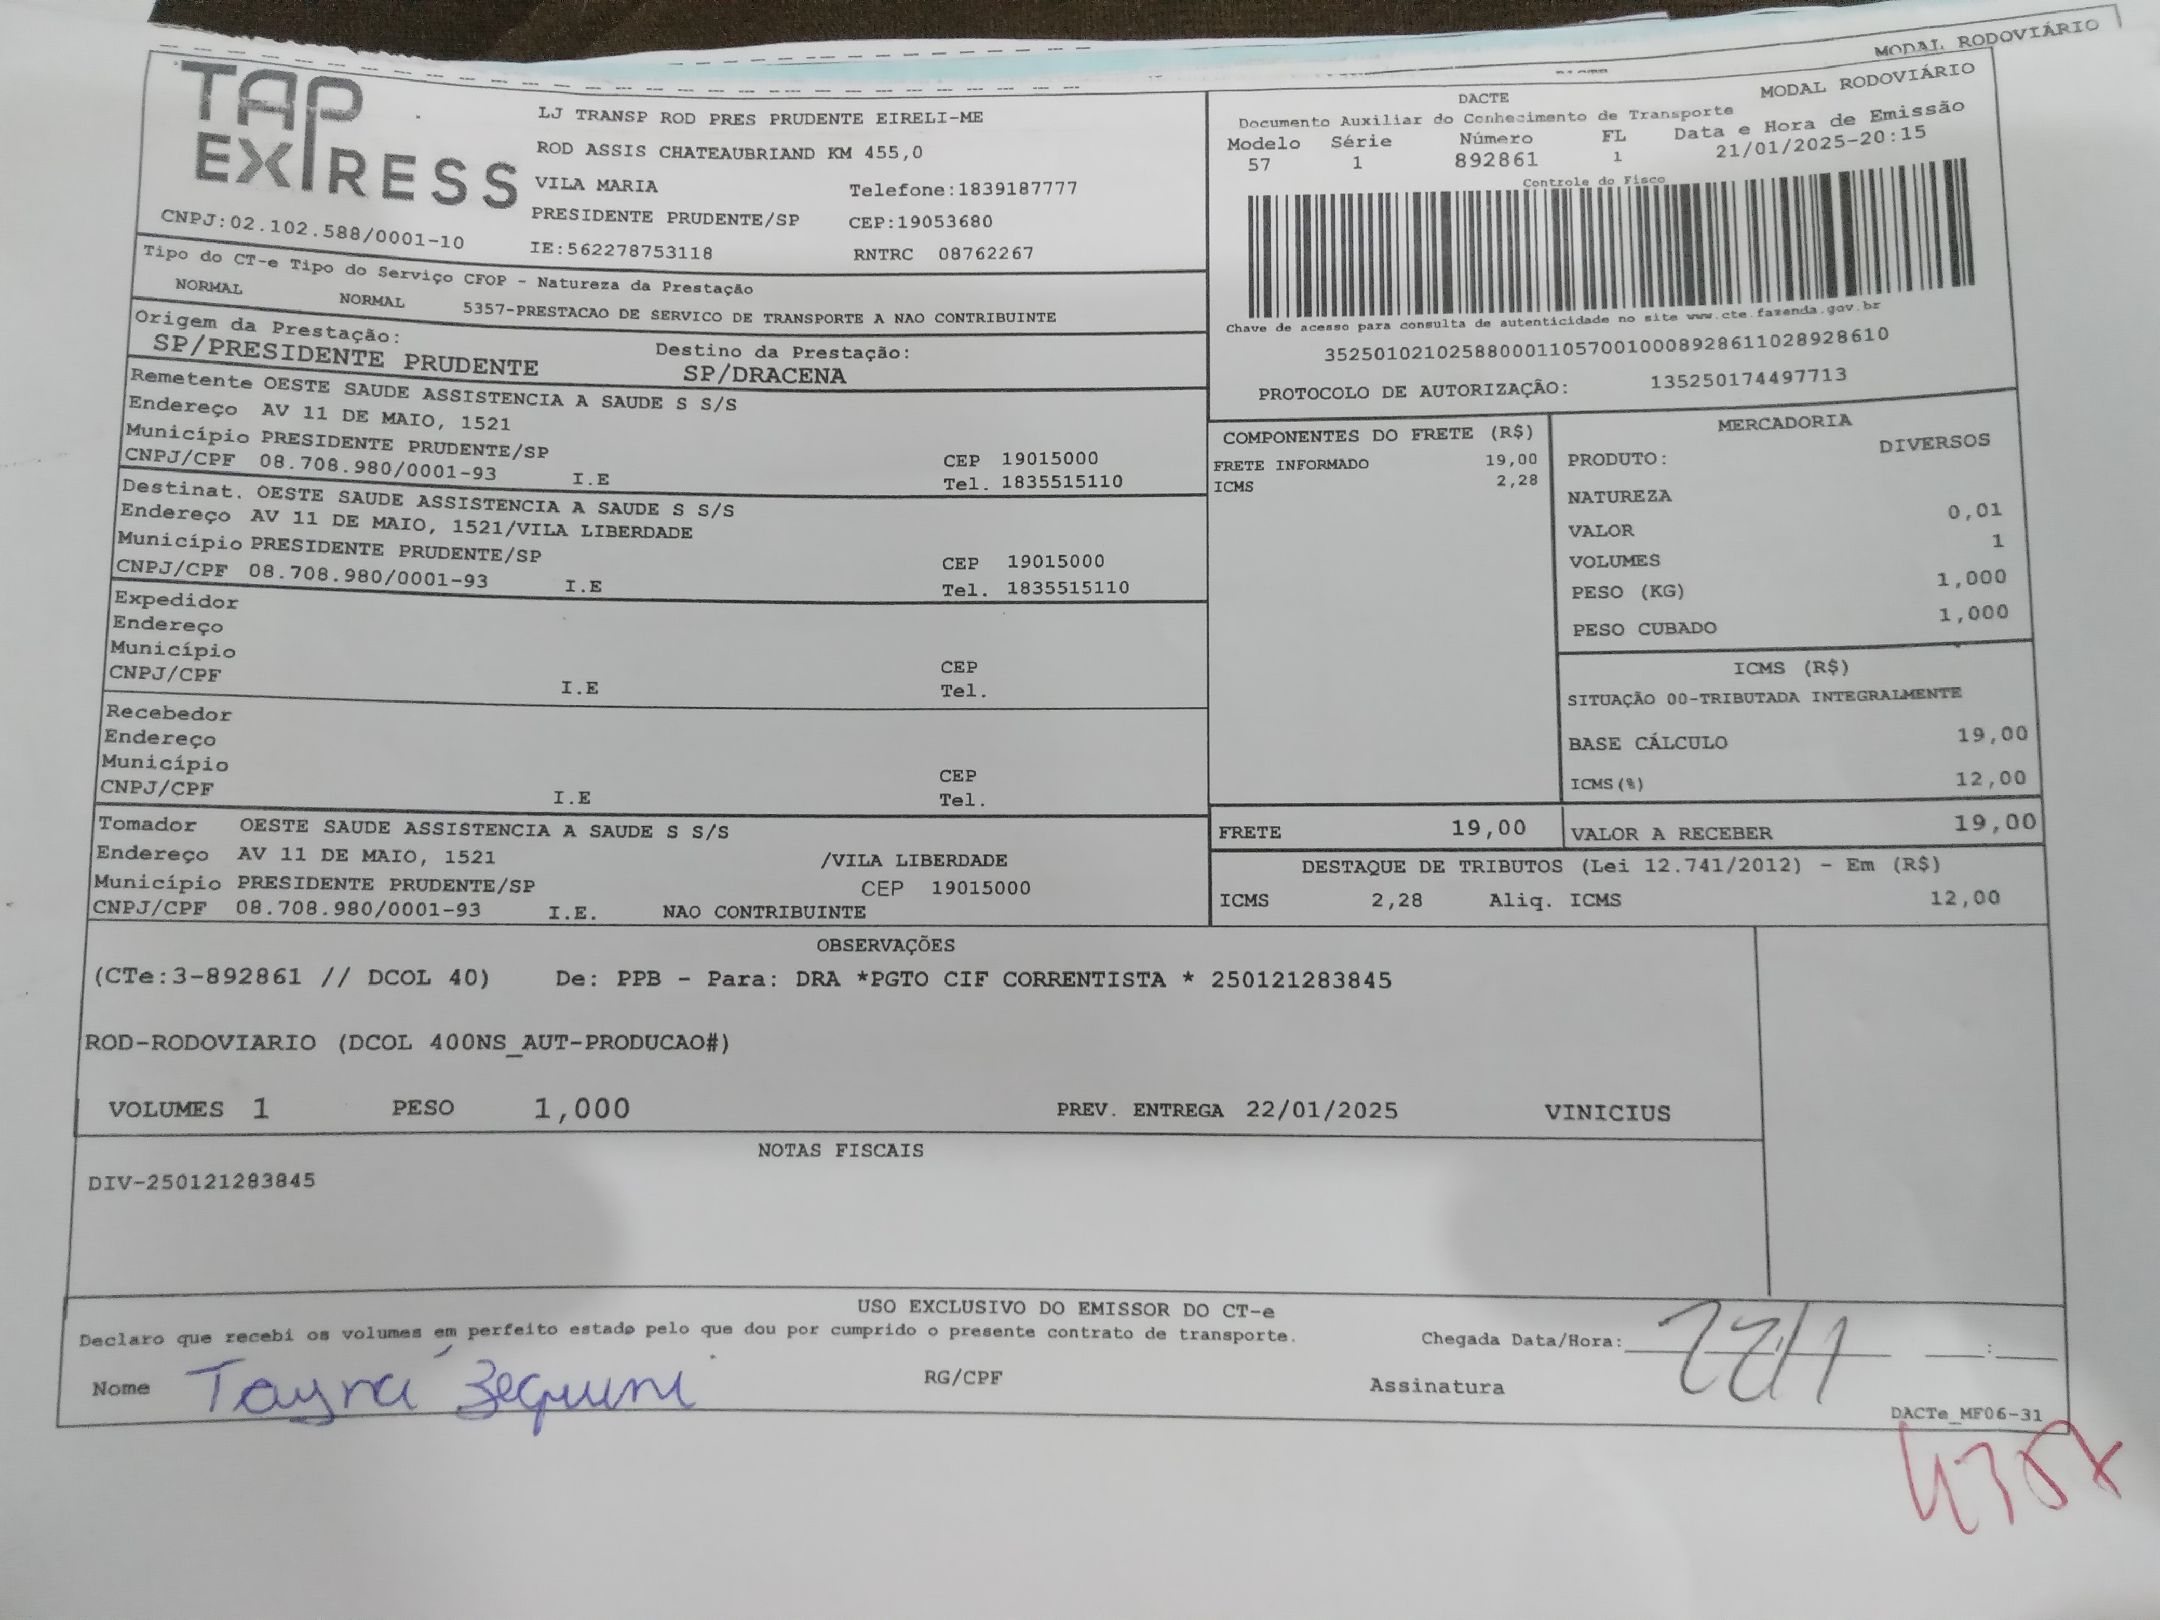 MODAL RODOVIÁRIO
TAP EXPRESS
CNPJ:02.102.588/0001-10
LJ TRANSP ROD PRES PRUDENTE EIRELI-ME
ROD ASSIS CHATEAUBRIAND KM 455,0
VILA MARIA Telefone:1839187777
PRESIDENTE PRUDENTE/SP CEP:19053680
IE:562278753118 RNTRC 08762267
DACTE MODAL RODOVIÁRIO
Documento Auxiliar do Conhecimento de Transporte
Modelo Série Número FL Data e Hora de Emissão
57 1 892861 1 21/01/2025-20:15
Controle do Fisco
Chave de acesso para consulta de autenticidade no site www.cte.fazenda.gov.br
35250102102588000110570010008928611028928610
PROTOCOLO DE AUTORIZAÇÃO: 135250174497713
Tipo do CT-e Tipo do Serviço CFOP - Natureza da Prestação
NORMAL NORMAL 5357-PRESTACAO DE SERVICO DE TRANSPORTE A NAO CONTRIBUINTE
Origem da Prestação: Destino da Prestação:
SP/PRESIDENTE PRUDENTE SP/DRACENA
Remetente OESTE SAUDE ASSISTENCIA A SAUDE S S/S
Endereço AV 11 DE MAIO, 1521
Município PRESIDENTE PRUDENTE/SP CEP 19015000
CNPJ/CPF 08.708.980/0001-93 I.E Tel. 1835515110
Destinat. OESTE SAUDE ASSISTENCIA A SAUDE S S/S
Endereço AV 11 DE MAIO, 1521/VILA LIBERDADE
Município PRESIDENTE PRUDENTE/SP CEP 19015000
CNPJ/CPF 08.708.980/0001-93 I.E Tel. 1835515110
Expedidor
Endereço
Município CEP
CNPJ/CPF I.E Tel.
Recebedor
Endereço
Município CEP
CNPJ/CPF I.E Tel.
Tomador OESTE SAUDE ASSISTENCIA A SAUDE S S/S
Endereço AV 11 DE MAIO, 1521 /VILA LIBERDADE
Município PRESIDENTE PRUDENTE/SP CEP 19015000
CNPJ/CPF 08.708.980/0001-93 I.E. NAO CONTRIBUINTE
COMPONENTES DO FRETE (R$)
FRETE INFORMADO 19,00
ICMS 2,28
MERCADORIA
PRODUTO: DIVERSOS
NATUREZA
VALOR 0,01
VOLUMES 1
PESO (KG) 1,000
PESO CUBADO 1,000
ICMS (R$)
SITUAÇÃO 00-TRIBUTADA INTEGRALMENTE
BASE CÁLCULO 19,00
ICMS(%) 12,00
FRETE 19,00 VALOR A RECEBER 19,00
DESTAQUE DE TRIBUTOS (Lei 12.741/2012) - Em (R$)
ICMS 2,28 Aliq. ICMS 12,00
OBSERVAÇÕES
(CTe:3-892861 // DCOL 40) De: PPB - Para: DRA *PGTO CIF CORRENTISTA * 250121283845
ROD-RODOVIARIO (DCOL 400NS_AUT-PRODUCAO#)
VOLUMES 1 PESO 1,000 PREV. ENTREGA 22/01/2025 VINICIUS
NOTAS FISCAIS
DIV-250121283845
USO EXCLUSIVO DO EMISSOR DO CT-e
Declaro que recebi os volumes em perfeito estado pelo que dou por cumprido o presente contrato de transporte. Chegada Data/Hora: 22/1 :
Nome Tayná Zequini RG/CPF Assinatura
DACTe_MF06-31